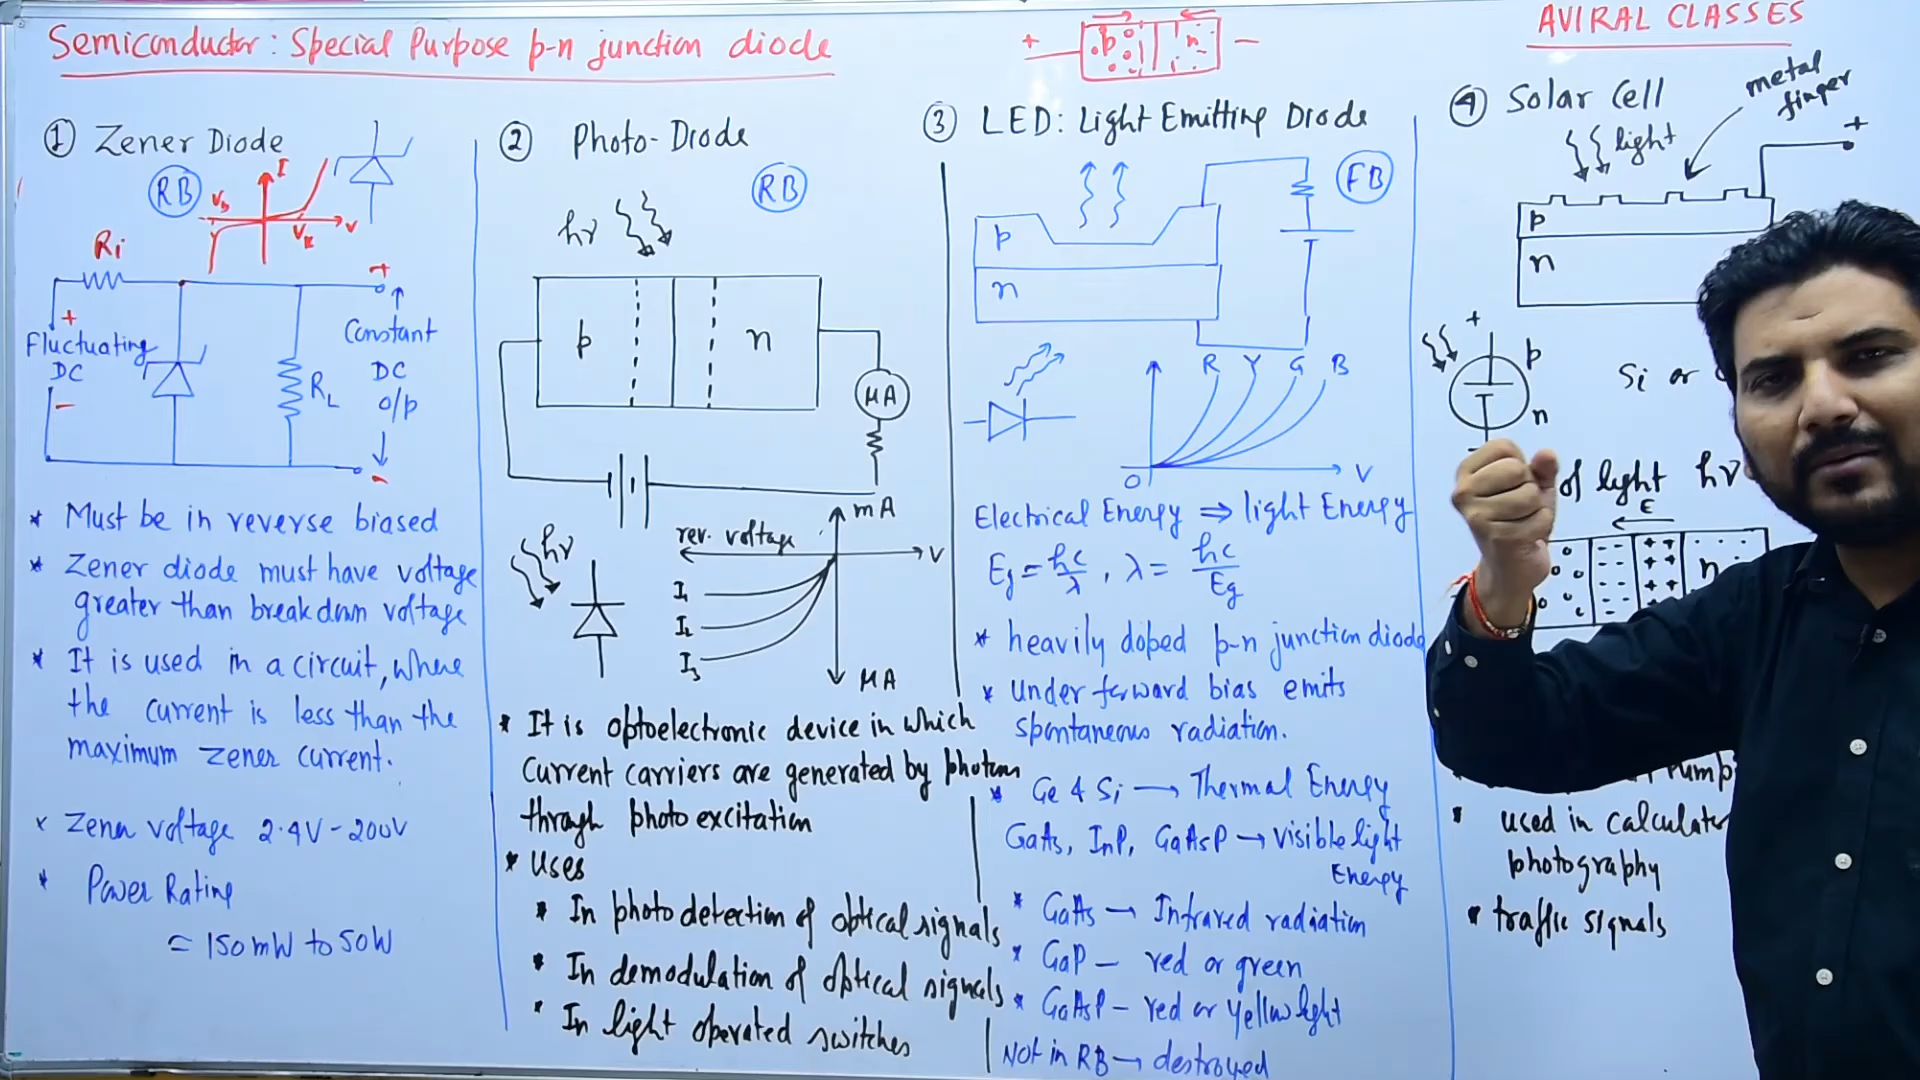 Semiconductor: Special Purpose p-n junction diode
+ p n -
AVIRAL CLASSES
① Zener Diode
RB
I
Vb
VK
V
Ri
+
+
Fluctuating
DC
-
RL
Constant
DC
o/p
-
* Must be in reverse biased
* Zener diode must have voltage
greater than breakdown voltage
* It is used in a circuit, where
the current is less than the
maximum zener current.
× Zener voltage 2.4V - 200V
* Power Rating
= 150mW to 50W
② Photo-Diode
RB
hν
p n
μA
hν
rev. voltage
mA
V
I1
I2
I3
μA
* It is optoelectronic device in which
current carriers are generated by photons
through photo excitation
* Uses
* In photo detection of optical signals
* In demodulation of optical signals
* In light operated switches
③ LED: Light Emitting Diode
FB
p
n
R Y G B
O
V
Electrical Energy ⇒ light Energy
Eg = hc/λ , λ = hc/Eg
* heavily doped p-n junction diode
* Under forward bias emits
spontaneous radiation.
* Ge & Si → Thermal Energy
GaAs, InP, GaAsP → visible light
Energy
* GaAs → Infrared radiation
* GaP - red or green
* GaAsP - red or yellow light
Not in RB → destroyed
④ Solar Cell
metal
finger
light
+
p
n
+
p
n
-
Si or
of light hν
E
n
used in calculator
photography
traffic signals